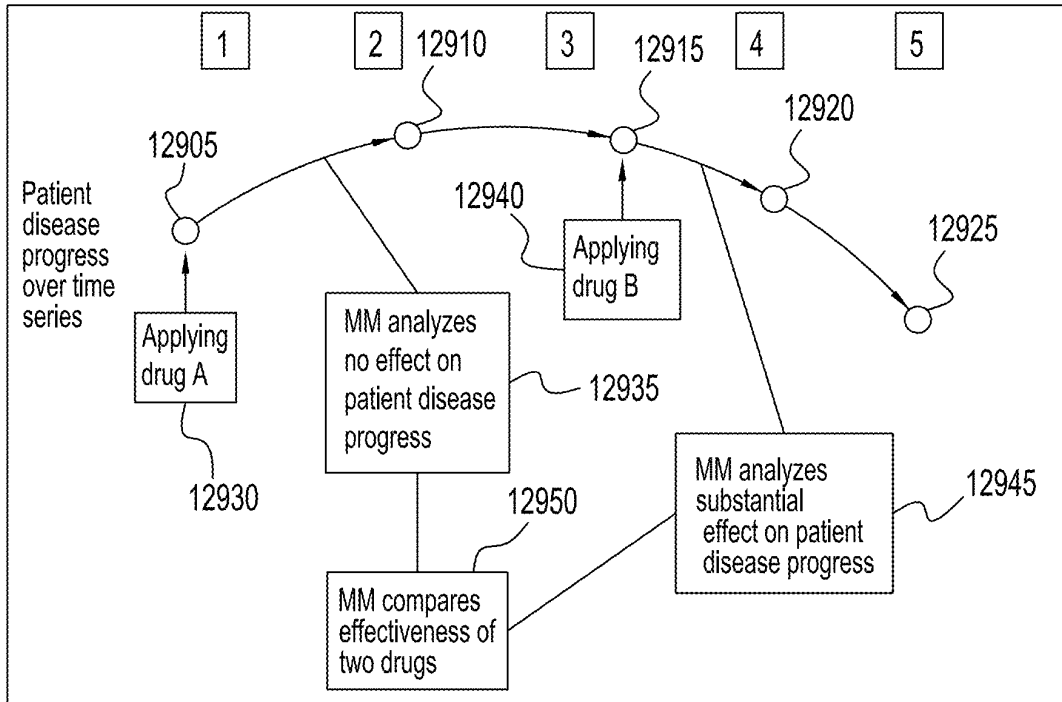 1
2
3
4
5
12910
12915
12920
12905
Patient
disease
progress
over time
series
12940
12925
Applying
drug B
Applying
drug A
MM analyzes
no effect on
patient disease
progress
12935
12930
12950
MM analyzes
substantial
effect on patient
disease progress
12945
MM compares
effectiveness of
two drugs